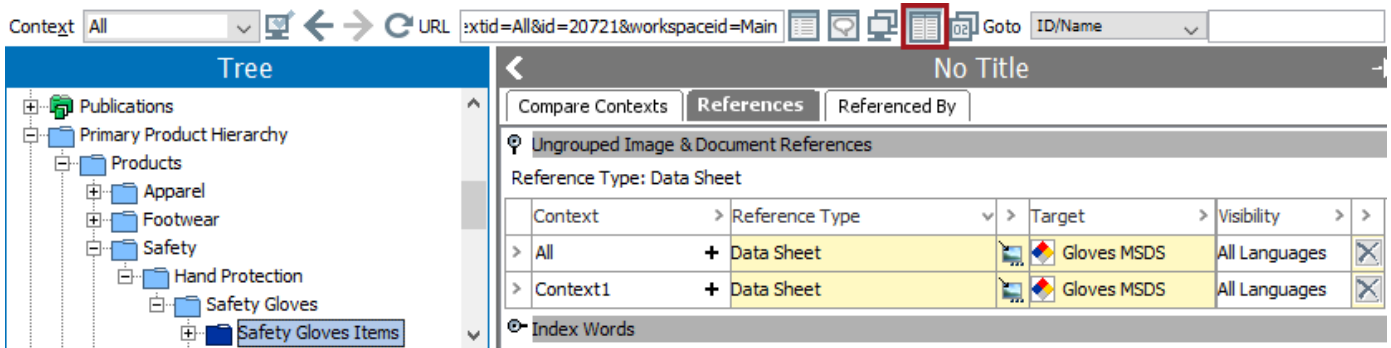 Context All URL :xtid=All&id=20721&workspaceid=Main 02 Goto ID/Name
Tree
Publications
Primary Product Hierarchy
Products
Apparel
Footwear
Safety
Hand Protection
Safety Gloves
Safety Gloves Items
No Title
Compare Contexts References Referenced By
Ungrouped Image & Document References
Reference Type: Data Sheet
Context > Reference Type > Target > Visibility > >
> All + Data Sheet Gloves MSDS All Languages
> Context1 + Data Sheet Gloves MSDS All Languages
Index Words